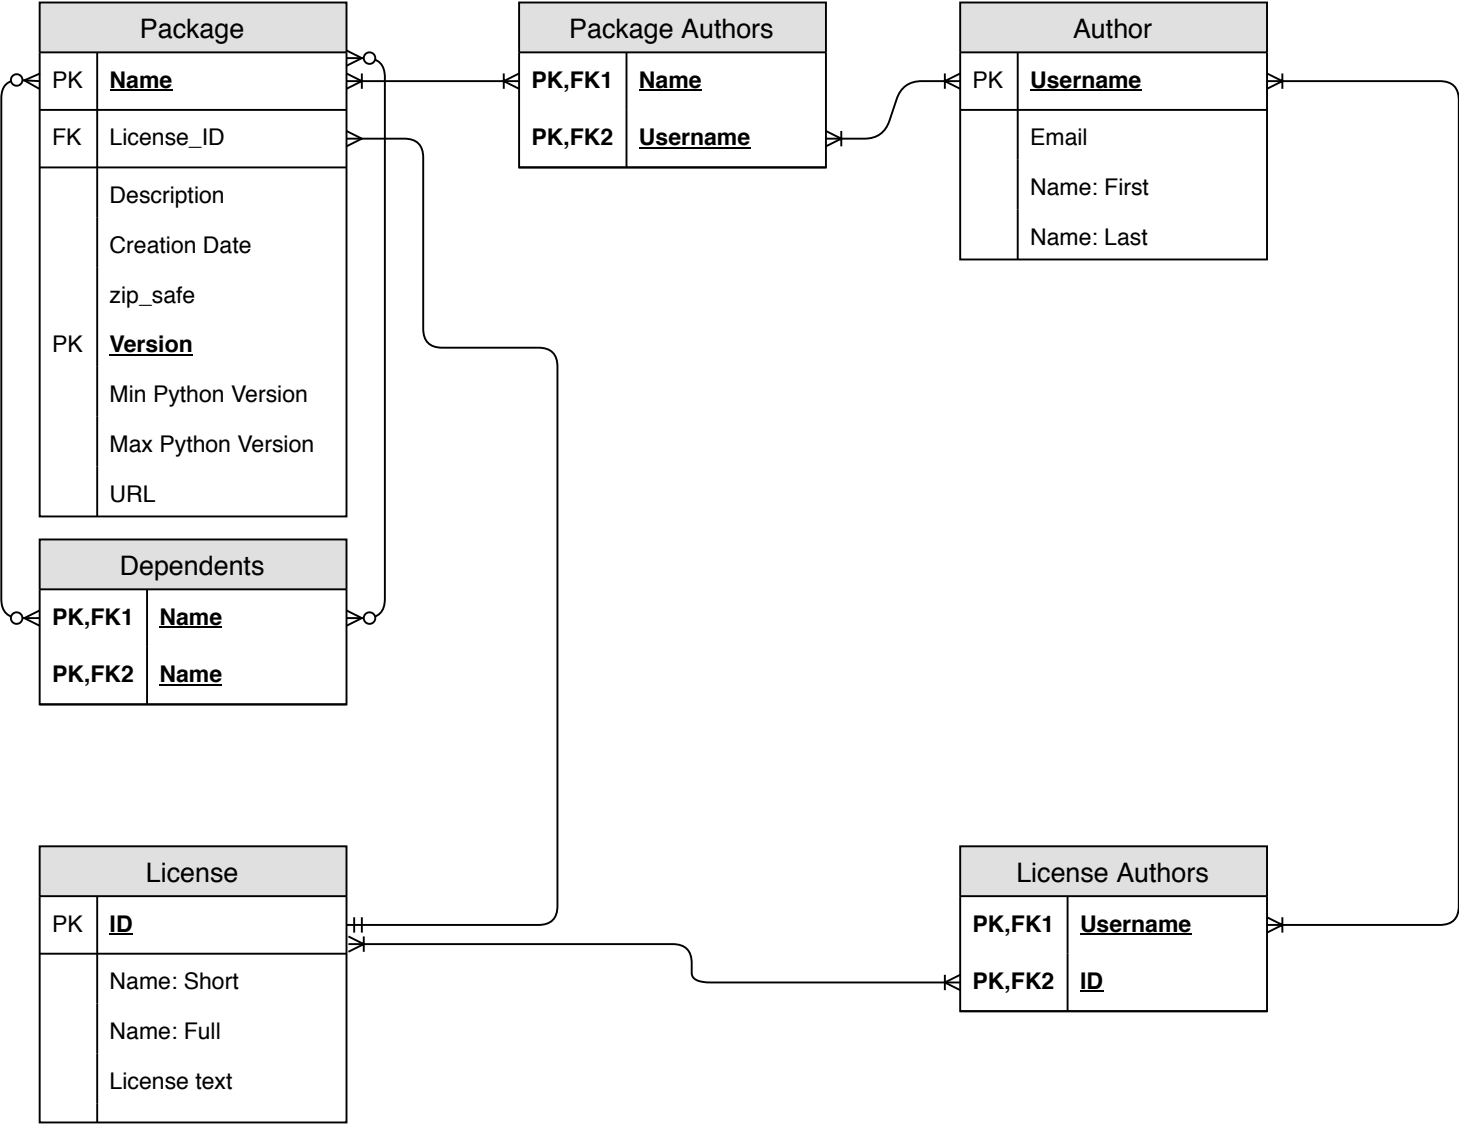 Package
PK Name
FK License_ID
Description
Creation Date
zip_safe
PK Version
Min Python Version
Max Python Version
URL
Dependents
PK,FK1 Name
PK,FK2 Name
License
PK ID
Name: Short
Name: Full
License text
Package Authors
PK,FK1 Name
PK,FK2 Username
Author
PK Username
Email
Name: First
Name: Last
License Authors
PK,FK1 Username
PK,FK2 ID